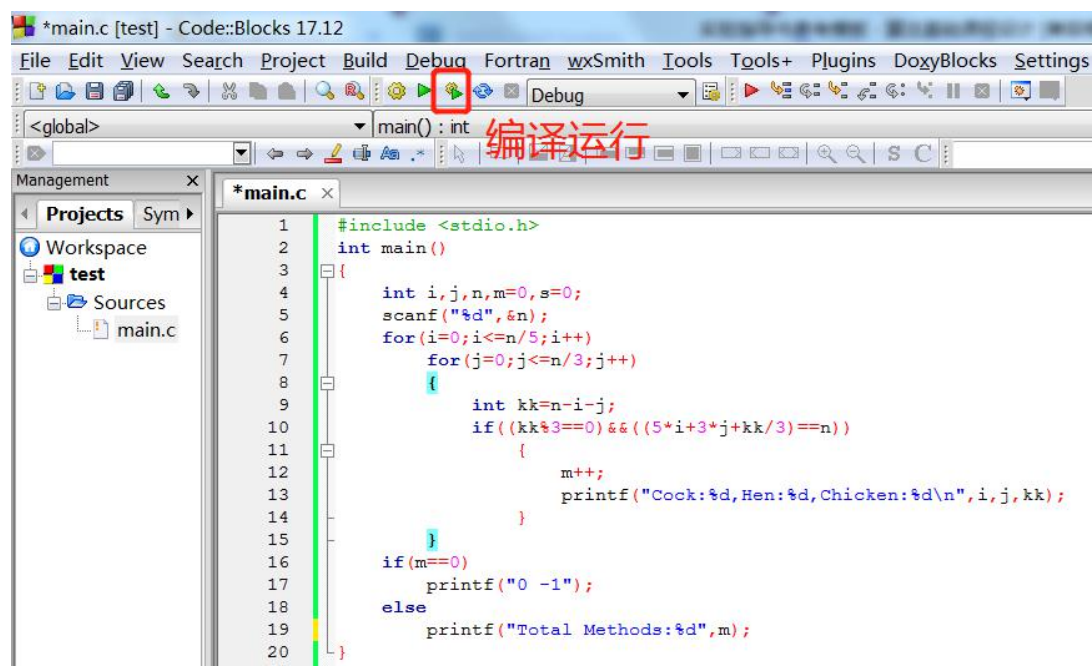 *main.c [test] - Code::Blocks 17.12
File Edit View Search Project Build Debug Fortran wxSmith Tools Tools+ Plugins DoxyBlocks Settings
Debug
<global> main() : int
编译运行
S C
Management
*main.c
Projects Sym
Workspace
test
Sources
main.c
1 #include <stdio.h>
2 int main()
3 {
4 int i,j,n,m=0,s=0;
5 scanf("%d",&n);
6 for(i=0;i<=n/5;i++)
7 for(j=0;j<=n/3;j++)
8 {
9 int kk=n-i-j;
10 if((kk%3==0)&&((5*i+3*j+kk/3)==n))
11 {
12 m++;
13 printf("Cock:%d,Hen:%d,Chicken:%d\n",i,j,kk);
14 }
15 }
16 if(m==0)
17 printf("0 -1");
18 else
19 printf("Total Methods:%d",m);
20 }